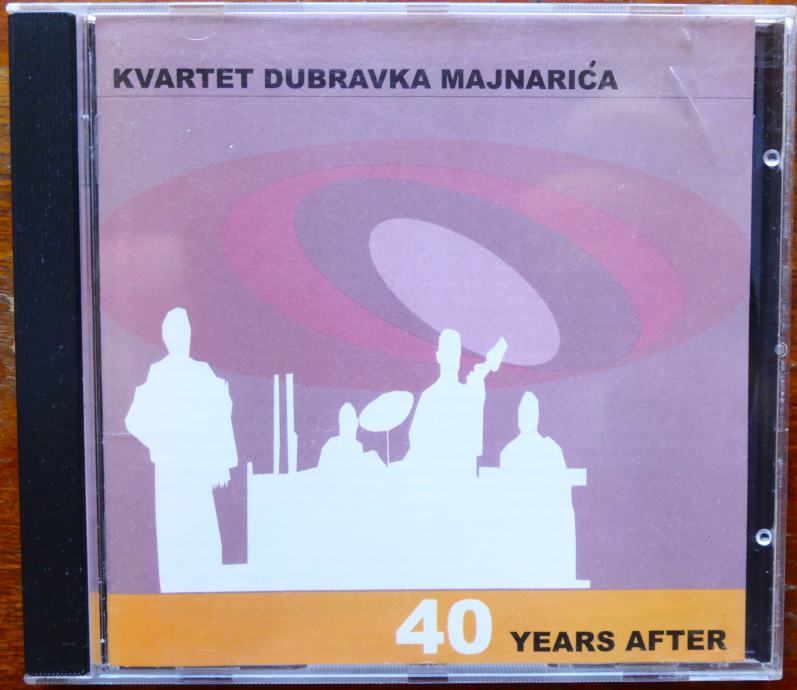 KVARTET DUBRAVKA MAJNARIĆA
40 YEARS AFTER